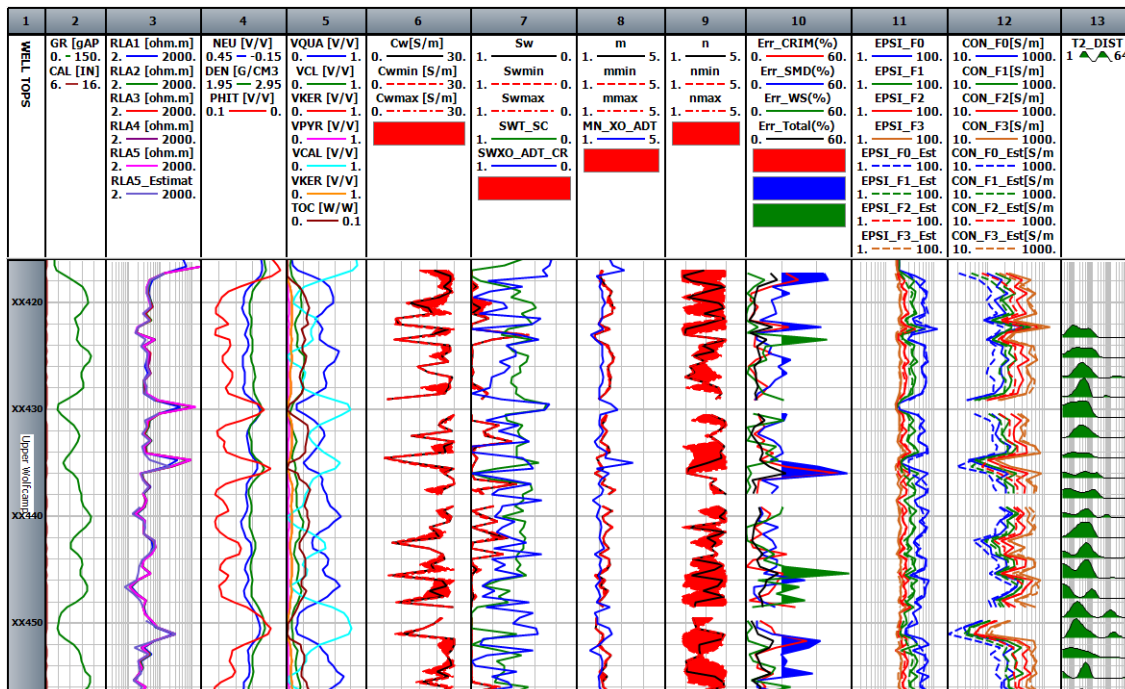 1 2 3 4 5 6 7 8 9 10 11 12 13
WELL TOPS
GR [gAP
0. 150.
CAL [IN]
6. 16.
RLA1 [ohm.m]
2. 2000.
RLA2 [ohm.m]
2. 2000.
RLA3 [ohm.m]
2. 2000.
RLA4 [ohm.m]
2. 2000.
RLA5 [ohm.m]
2. 2000.
RLA5_Estimat
2. 2000.
NEU [V/V]
0.45 -0.15
DEN [G/CM3
1.95 2.95
PHIT [V/V]
0.1 0.
VQUA [V/V]
0. 1.
VCL [V/V]
0. 1.
VKER [V/V]
0. 1.
VPYR [V/V]
0. 1.
VCAL [V/V]
0. 1.
VKER [V/V]
0. 1.
TOC [W/W]
0. 0.1
Cw[S/m]
0. 30.
Cwmin [S/m]
0. 30.
Cwmax [S/m]
0. 30.
Sw
1. 0.
Swmin
1. 0.
Swmax
1. 0.
SWT_SC
1. 0.
SWXO_ADT_CR
1. 0.
m
1. 5.
mmin
1. 5.
mmax
1. 5.
MN_XO_ADT
1. 5.
n
1. 5.
nmin
1. 5.
nmax
1. 5.
Err_CRIM(%)
0. 60.
Err_SMD(%)
0. 60.
Err_WS(%)
0. 60.
Err_Total(%)
0. 60.
EPSI_F0
1. 100.
EPSI_F1
1. 100.
EPSI_F2
1. 100.
EPSI_F3
1. 100.
EPSI_F0_Est
1. 100.
EPSI_F1_Est
1. 100.
EPSI_F2_Est
1. 100.
EPSI_F3_Est
1. 100.
CON_F0[S/m]
10. 1000.
CON_F1[S/m]
10. 1000.
CON_F2[S/m]
10. 1000.
CON_F3[S/m]
10. 1000.
CON_F0_Est[S/m
10. 1000.
CON_F1_Est[S/m
10. 1000.
CON_F2_Est[S/m
10. 1000.
CON_F3_Est[S/m
10. 1000.
T2_DIST
1 64
XX420
XX430
Upper Wolfcamp
XX440
XX450